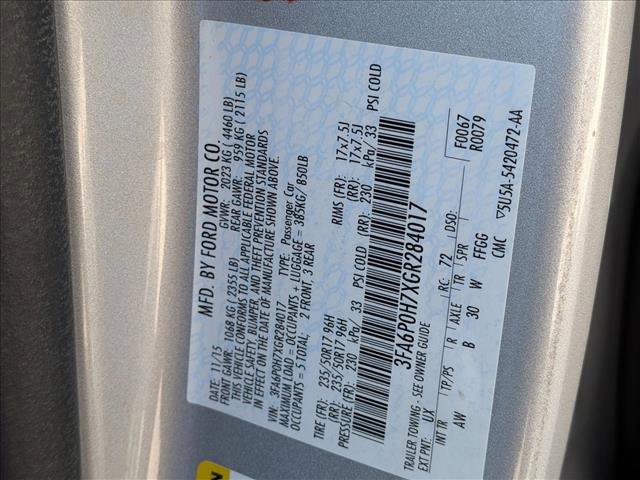 MFD. BY FORD MOTOR CO.
DATE: 11/15 GVWR: 2023 KG ( 4460 LB)
FRONT GAWR: 1068 KG ( 2355 LB) REAR GAWR: 959 KG ( 2115 LB)
THIS VEHICLE CONFORMS TO ALL APPLICABLE FEDERAL MOTOR
VEHICLE SAFETY, BUMPER, AND THEFT PREVENTION STANDARDS
IN EFFECT ON THE DATE OF MANUFACTURE SHOWN ABOVE.
VIN: 3FA6P0H7XGR284017 TYPE: Passenger Car
MAXIMUM LOAD = OCCUPANTS + LUGGAGE = 385KG/ 850LB
OCCUPANTS = 5 TOTAL: 2 FRONT, 3 REAR
TIRE (FR): 235/50R17 96H RIMS (FR): 17x7.5J
(RR): 235/50R17 96H (RR): 17x7.5J
PRESSURE (FR): 230 kPa/ 33 PSI COLD (RR): 230 kPa/ 33 PSI COLD
3FA6P0H7XGR284017
TRAILER TOWING - SEE OWNER GUIDE F0067
EXT PNT: UX RC: 72 DSO: R0079
INT TR TP/PS R AXLE TR SPR
AW B 30 W FFGG
CMC ▽5U5A-5420472-AA